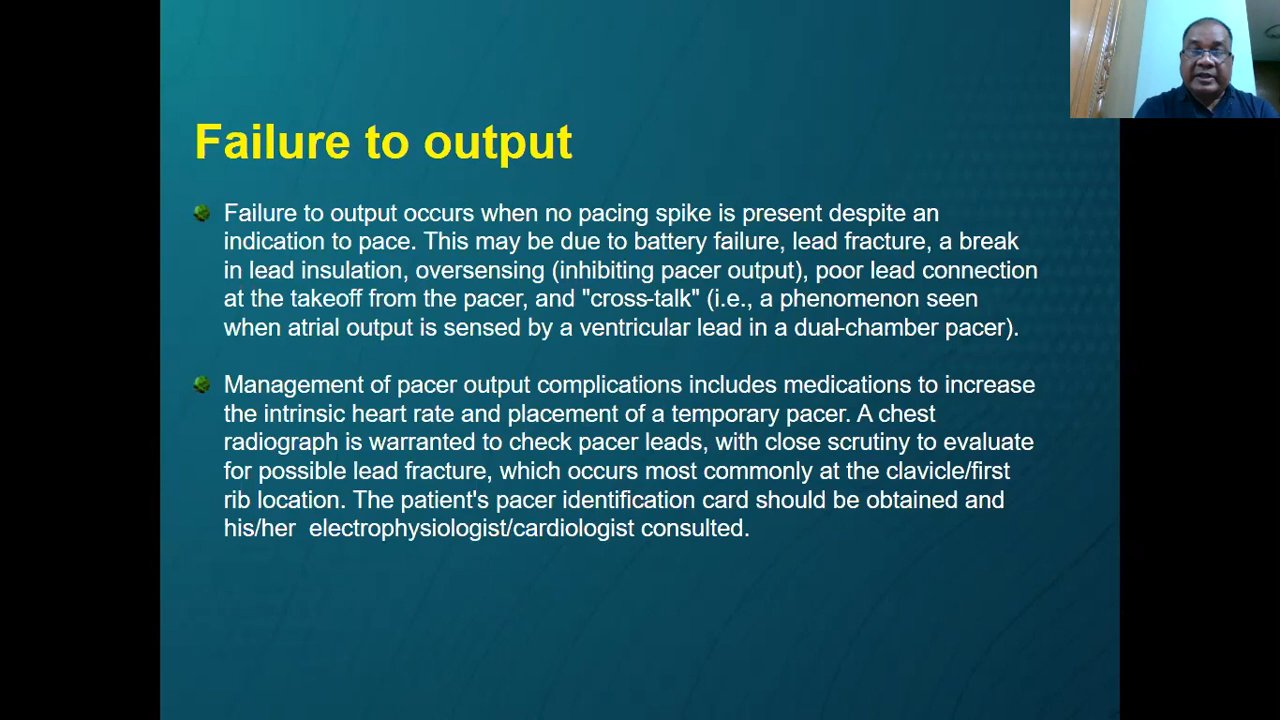 Failure to output
Failure to output occurs when no pacing spike is present despite an
indication to pace. This may be due to battery failure, lead fracture, a break
in lead insulation, oversensing (inhibiting pacer output), poor lead connection
at the takeoff from the pacer, and "cross-talk" (i.e., a phenomenon seen
when atrial output is sensed by a ventricular lead in a dual-chamber pacer).
Management of pacer output complications includes medications to increase
the intrinsic heart rate and placement of a temporary pacer. A chest
radiograph is warranted to check pacer leads, with close scrutiny to evaluate
for possible lead fracture, which occurs most commonly at the clavicle/first
rib location. The patient's pacer identification card should be obtained and
his/her  electrophysiologist/cardiologist consulted.